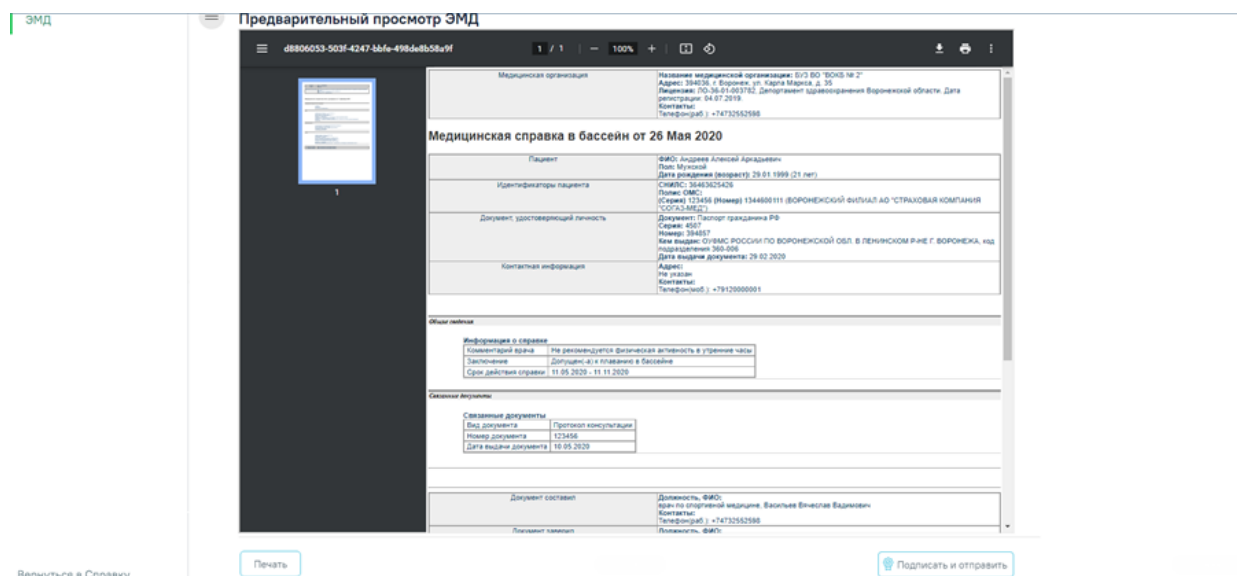 ЭМД
Предварительный просмотр ЭМД
d8806053-503f-4247-bbfe-498de8b58a9f
1 / 1
100%
1
Медицинская организация
Название медицинской организации: БУЗ ВО "ВОКБ № 2"
Адрес: 394036, г. Воронеж, ул. Карла Маркса, д. 35
Лицензия: ЛО-36-01-003782. Департамент здравоохранения Воронежской области. Дата
регистрации: 04.07.2019.
Контакты:
Телефон(раб.): +74732552598
Медицинская справка в бассейн от 26 Мая 2020
Пациент
ФИО: Андреев Алексей Аркадьевич
Пол: Мужской
Дата рождения (возраст): 29.01.1999 (21 лет)
Идентификаторы пациента
СНИЛС: 36463625426
Полис ОМС:
(Серия) 123456 (Номер) 1344600111 (ВОРОНЕЖСКИЙ ФИЛИАЛ АО "СТРАХОВАЯ КОМПАНИЯ
"СОГАЗ-МЕД")
Документ, удостоверяющий личность
Документ: Паспорт гражданина РФ
Серия: 4507
Номер: 394857
Кем выдан: ОУФМС РОССИИ ПО ВОРОНЕЖСКОЙ ОБЛ. В ЛЕНИНСКОМ Р-НЕ Г. ВОРОНЕЖА, код
подразделения 360-006
Дата выдачи документа: 29.02.2020
Контактная информация
Адрес:
Не указан
Контакты:
Телефон(моб.): +79120000001
Общие сведения
Информация о справке
Комментарий врача Не рекомендуется физическая активность в утренние часы
Заключение Допущен(-а) к плаванию в бассейне
Срок действия справки 11.05.2020 - 11.11.2020
Связанные документы
Связанные документы
Вид документа Протокол консультации
Номер документа 123456
Дата выдачи документа 10.05.2020
Документ составил
Должность, ФИО:
врач по спортивной медицине, Васильев Вячеслав Вадимович
Контакты:
Телефон(раб.): +74732552598
Документ заверил
Должность, ФИО:
Печать
Подписать и отправить
Вернуться в Справку